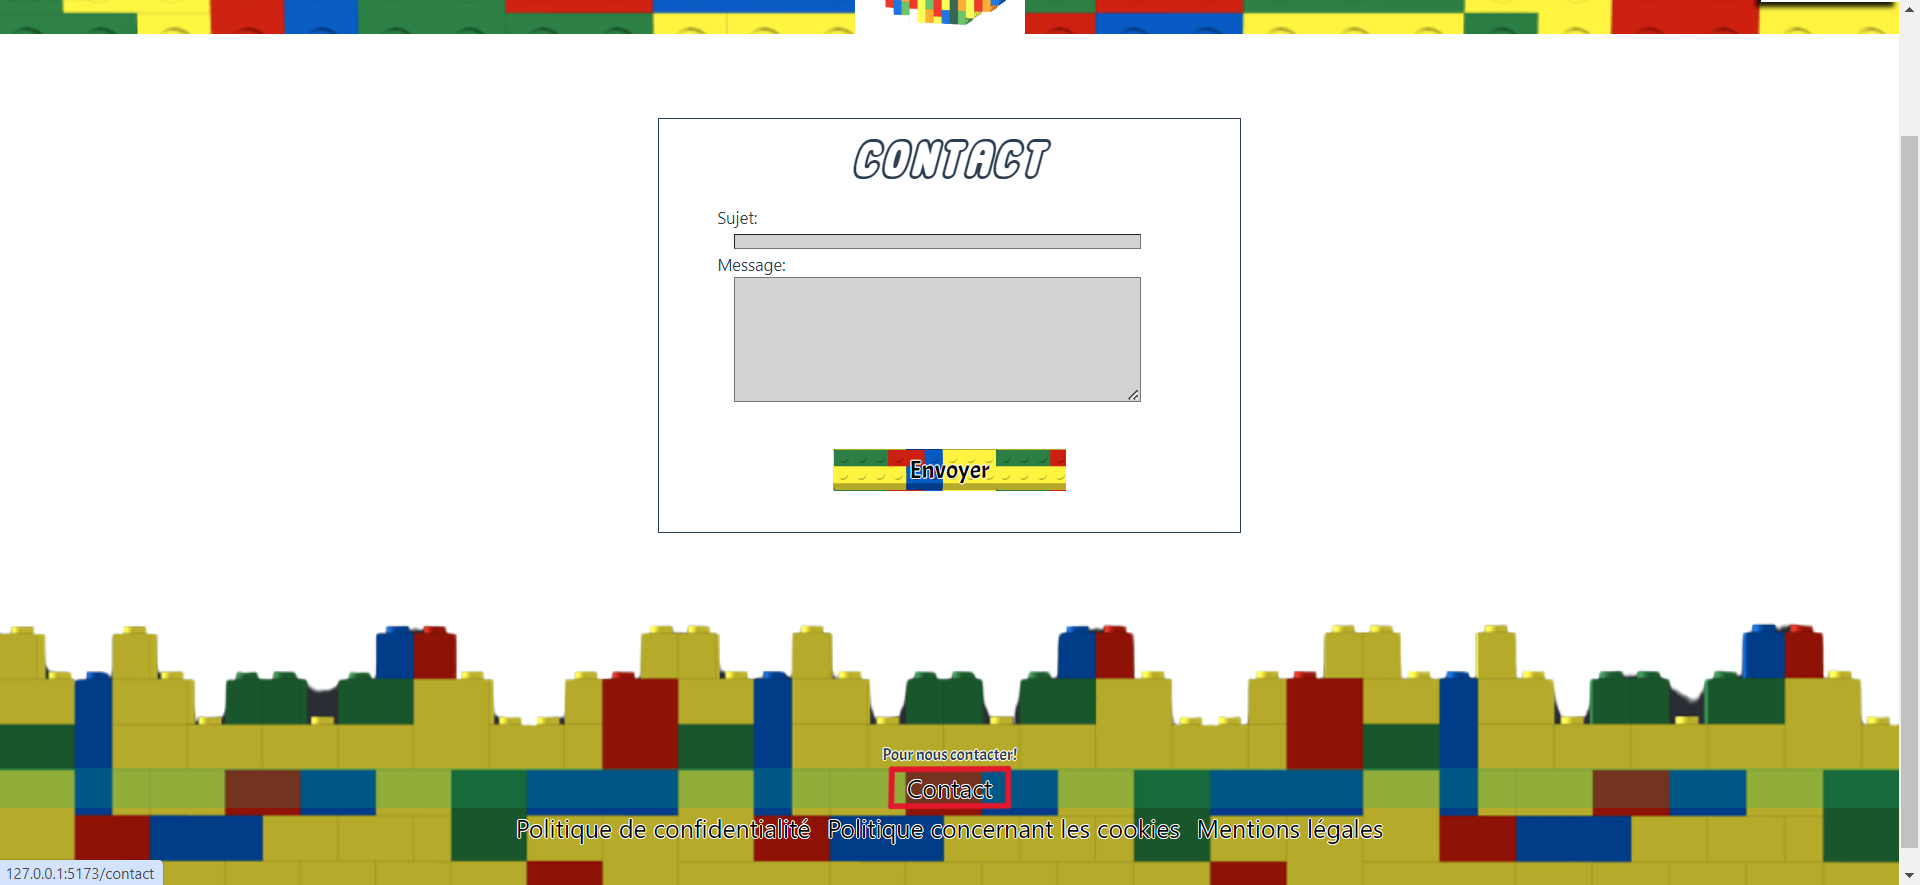 CONTACT
Sujet:
Message:
Envoyer
Pour nous contacter!
Contact
Politique de confidentialité Politique concernant les cookies Mentions légales
127.0.0.1:5173/contact